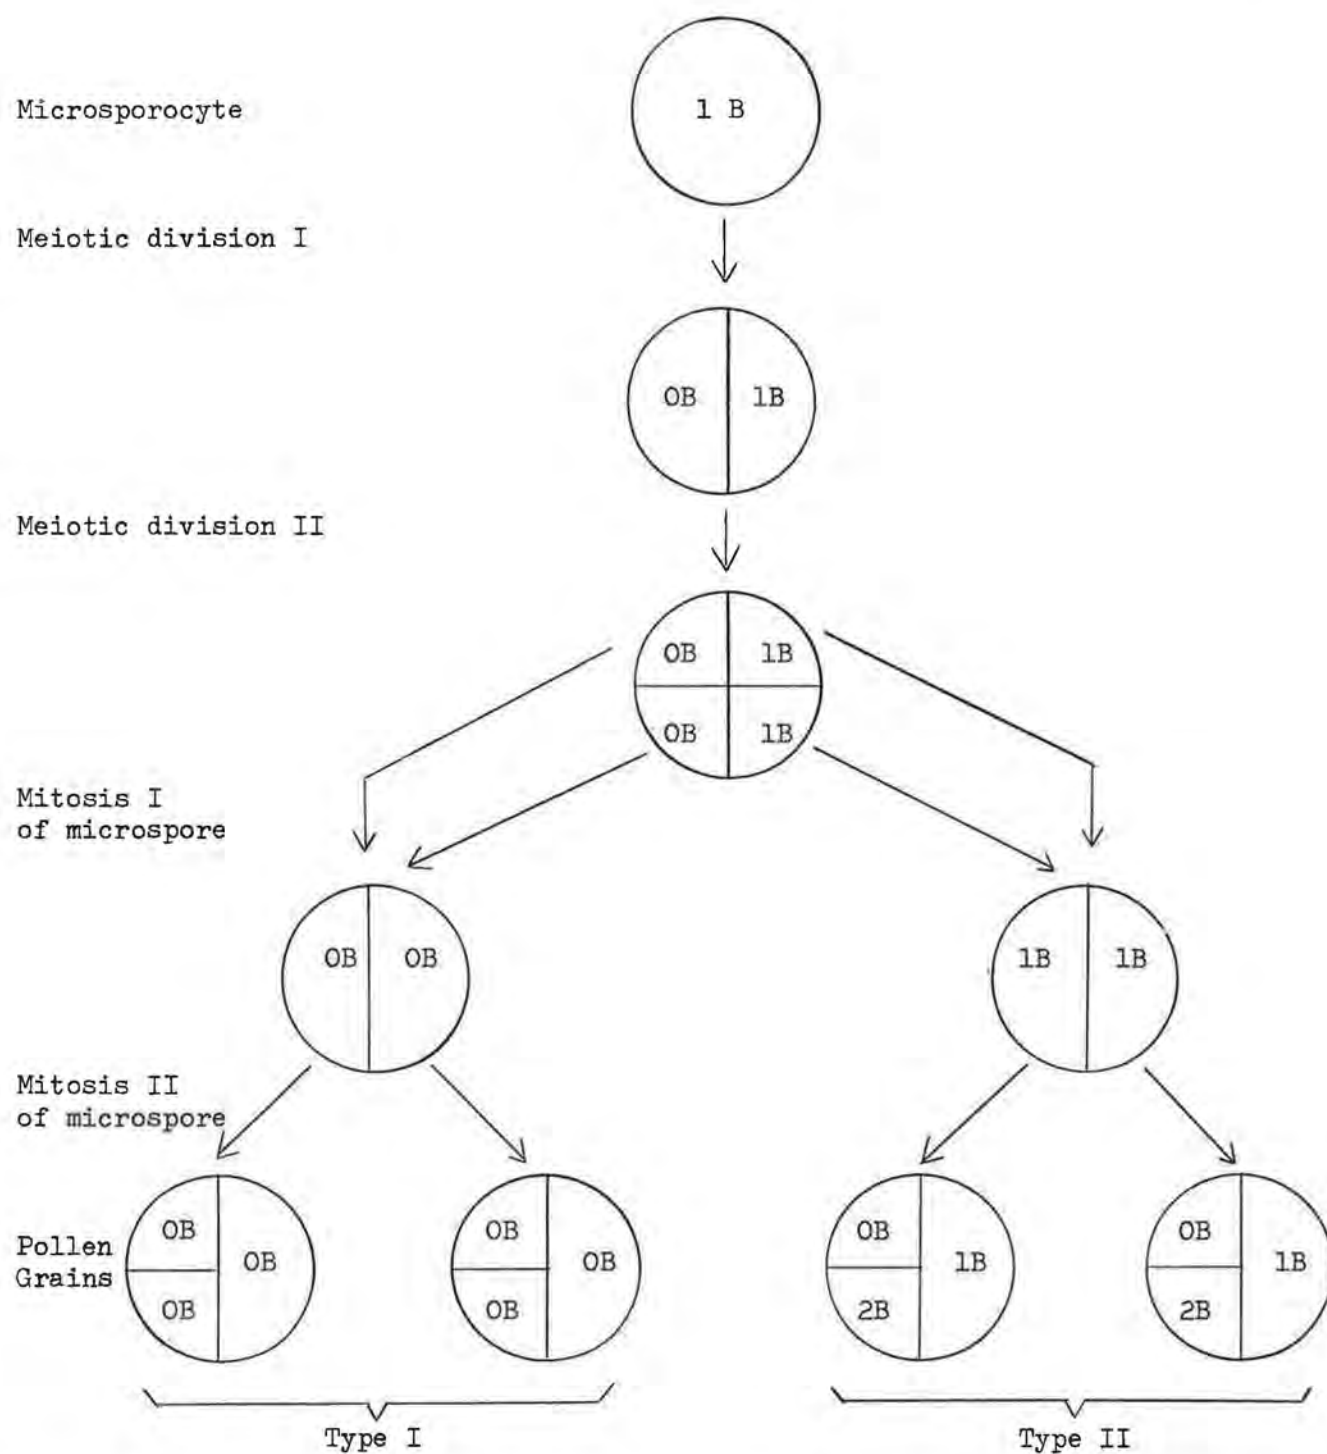 Microsporocyte
1 B
Meiotic division I
OB 1B
Meiotic division II
OB 1B
OB 1B
Mitosis I
of microspore
OB OB
1B 1B
Mitosis II
of microspore
Pollen
Grains
OB
OB
OB
OB
OB
OB
OB
1B
2B
OB
1B
2B
Type I
Type II